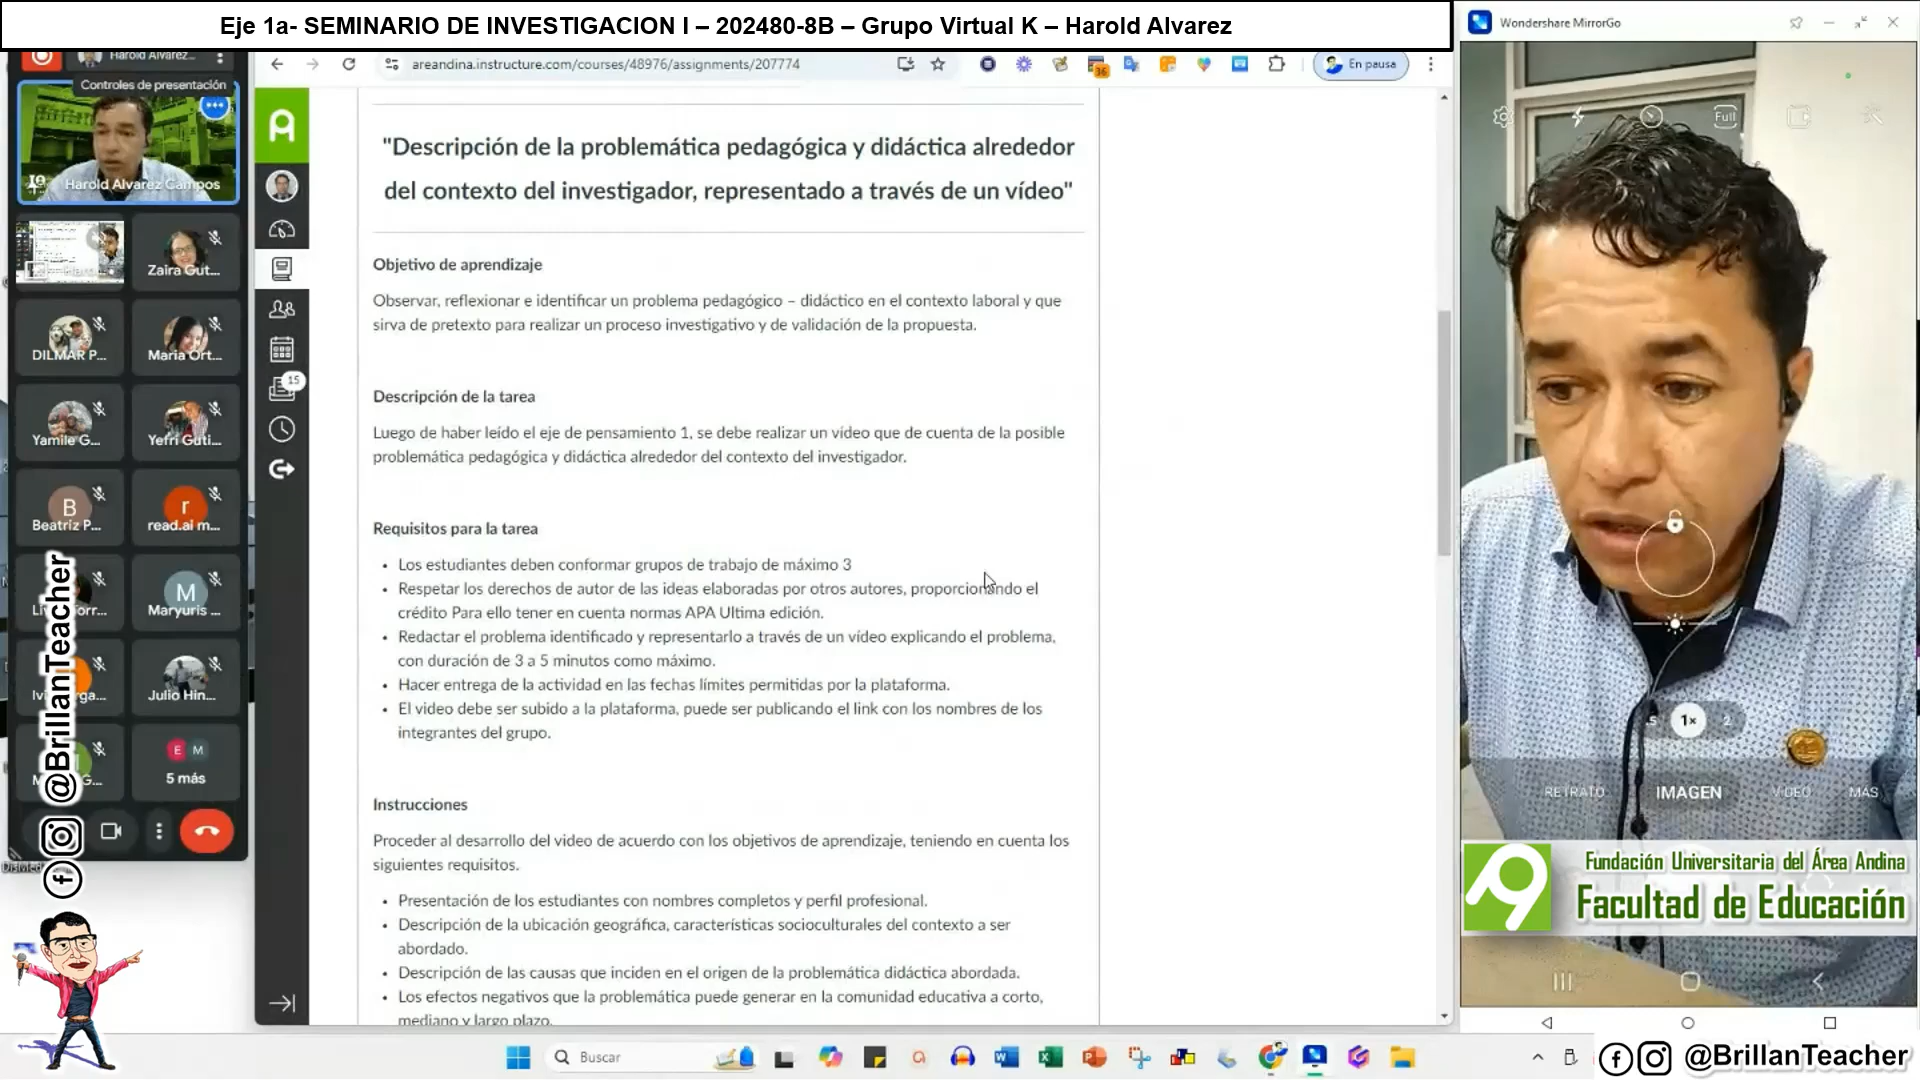 Eje 1a- SEMINARIO DE INVESTIGACION I – 202480-8B – Grupo Virtual K – Harold Alvarez
Wondershare MirrorGo
Harold Alvarez...
Controles de presentación
Harold Alvarez Campos
Zaira Gut...
DILMAR P...
Maria Ort...
Yamile G...
Yefri Guti...
B
Beatriz P...
r
read.ai m...
M
Maryuris ...
Julio Hin...
E M
5 más
@BrillanTeacher
areandina.instructure.com/courses/48976/assignments/207774
36
En pausa
15
"Descripción de la problemática pedagógica y didáctica alrededor
del contexto del investigador, representado a través de un vídeo"
Objetivo de aprendizaje
Observar, reflexionar e identificar un problema pedagógico – didáctico en el contexto laboral y que
sirva de pretexto para realizar un proceso investigativo y de validación de la propuesta.
Descripción de la tarea
Luego de haber leído el eje de pensamiento 1, se debe realizar un vídeo que de cuenta de la posible
problemática pedagógica y didáctica alrededor del contexto del investigador.
Requisitos para la tarea
• Los estudiantes deben conformar grupos de trabajo de máximo 3
• Respetar los derechos de autor de las ideas elaboradas por otros autores, proporcionando el
crédito Para ello tener en cuenta normas APA Ultima edición.
• Redactar el problema identificado y representarlo a través de un vídeo explicando el problema,
con duración de 3 a 5 minutos como máximo.
• Hacer entrega de la actividad en las fechas límites permitidas por la plataforma.
• El video debe ser subido a la plataforma, puede ser publicando el link con los nombres de los
integrantes del grupo.
Instrucciones
Proceder al desarrollo del video de acuerdo con los objetivos de aprendizaje, teniendo en cuenta los
siguientes requisitos.
• Presentación de los estudiantes con nombres completos y perfil profesional.
• Descripción de la ubicación geográfica, características socioculturales del contexto a ser
abordado.
• Descripción de las causas que inciden en el origen de la problemática didáctica abordada.
• Los efectos negativos que la problemática puede generar en la comunidad educativa a corto,
mediano y largo plazo.
Full
1×
2
RETRATO IMAGEN VIDEO MÁS
Fundación Universitaria del Área Andina
Facultad de Educación
Buscar
@BrillanTeacher